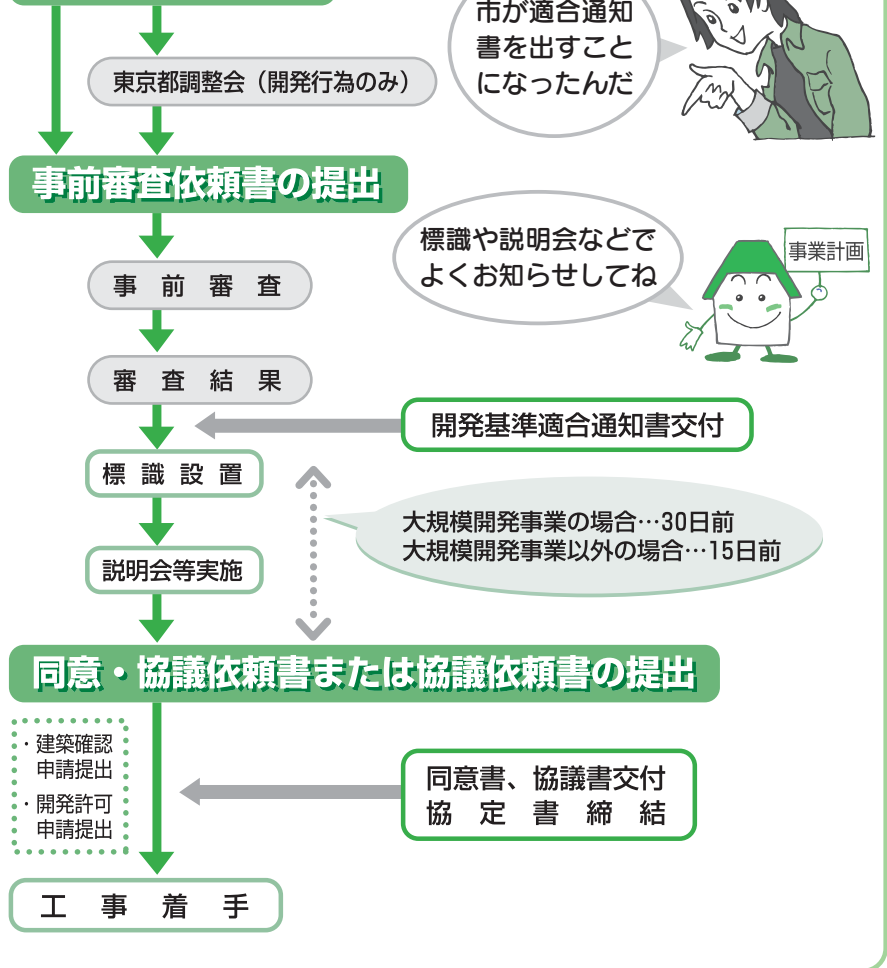 市が適合通知
書を出すこと
になったんだ
東京都調整会（開発行為のみ）
事前審査依頼書の提出
標識や説明会などで
よくお知らせしてね
事業計画
事前審査
審査結果
開発基準適合通知書交付
標識設置
大規模開発事業の場合…30日前
大規模開発事業以外の場合…15日前
説明会等実施
同意・協議依頼書または協議依頼書の提出
・建築確認
申請提出
・開発許可
申請提出
同意書、協議書交付
協定書締結
工事着手